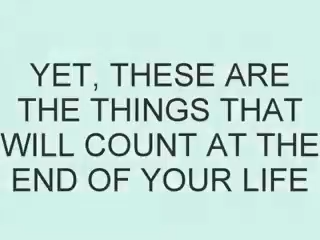 YET, THESE ARE
THE THINGS THAT
WILL COUNT AT THE
END OF YOUR LIFE